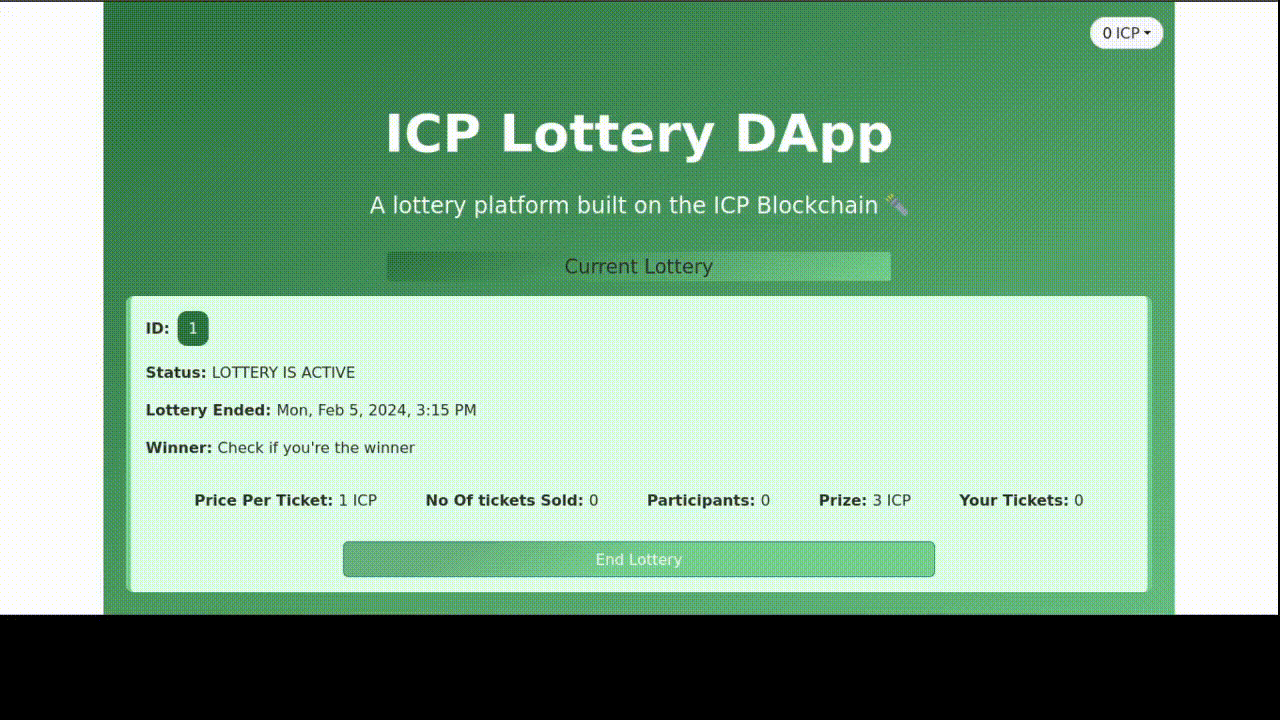 0 ICP
ICP Lottery DApp
A lottery platform built on the ICP Blockchain
Current Lottery
ID: 1
Status: LOTTERY IS ACTIVE
Lottery Ended: Mon, Feb 5, 2024, 3:15 PM
Winner: Check if you're the winner
Price Per Ticket: 1 ICP No Of tickets Sold: 0 Participants: 0 Prize: 3 ICP Your Tickets: 0
End Lottery